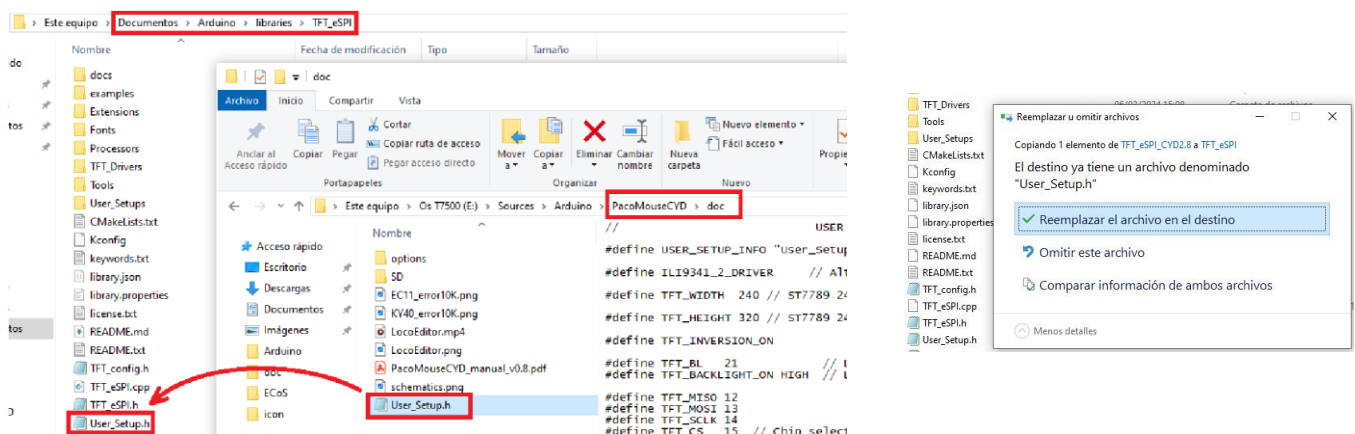 Este equipo > Documentos > Arduino > libraries > TFT_eSPI
Nombre
Fecha de modificación
Tipo
Tamaño
docs
examples
Extensions
Fonts
Processors
TFT_Drivers
Tools
User_Setups
CMakeLists.txt
Kconfig
keywords.txt
library.json
library.properties
license.txt
README.md
README.txt
TFT_config.h
TFT_eSPI.cpp
TFT_eSPI.h
User_Setup.h
doc
Archivo Inicio Compartir Vista
Anclar al
Acceso rápido
Copiar
Pegar
Cortar
Copiar ruta de acceso
Pegar acceso directo
Portapapeles
Mover
a
Copiar
a
Eliminar
Cambiar
nombre
Organizar
Nueva
carpeta
Nuevo elemento
Fácil acceso
Nuevo
Este equipo > Os T7500 (E:) > Sources > Arduino > PacoMouseCYD > doc
Acceso rápido
Escritorio
Descargas
Documentos
Imágenes
Arduino
doc
ECoS
icon
Nombre
options
SD
EC11_error10K.png
KY40_error10K.png
LocoEditor.mp4
LocoEditor.png
PacoMouseCYD_manual_v0.8.pdf
schematics.png
User_Setup.h
// USER
#define USER_SETUP_INFO "User_Setup
#define ILI9341_2_DRIVER // Alt
#define TFT_WIDTH 240 // ST7789 24
#define TFT_HEIGHT 320 // ST7789 24
#define TFT_INVERSION_ON
#define TFT_BL 21 // L
#define TFT_BACKLIGHT_ON HIGH // L
#define TFT_MISO 12
#define TFT_MOSI 13
#define TFT_SCLK 14
#define TFT_CS 15 // Chip select
TFT_Drivers
Tools
User_Setups
CMakeLists.txt
Kconfig
keywords.txt
library.json
library.properties
license.txt
README.md
README.txt
TFT_config.h
TFT_eSPI.cpp
TFT_eSPI.h
User_Setup.h
Reemplazar u omitir archivos
Copiando 1 elemento de TFT_eSPI_CYD2.8 a TFT_eSPI
El destino ya tiene un archivo denominado
"User_Setup.h"
Reemplazar el archivo en el destino
Omitir este archivo
Comparar información de ambos archivos
Menos detalles